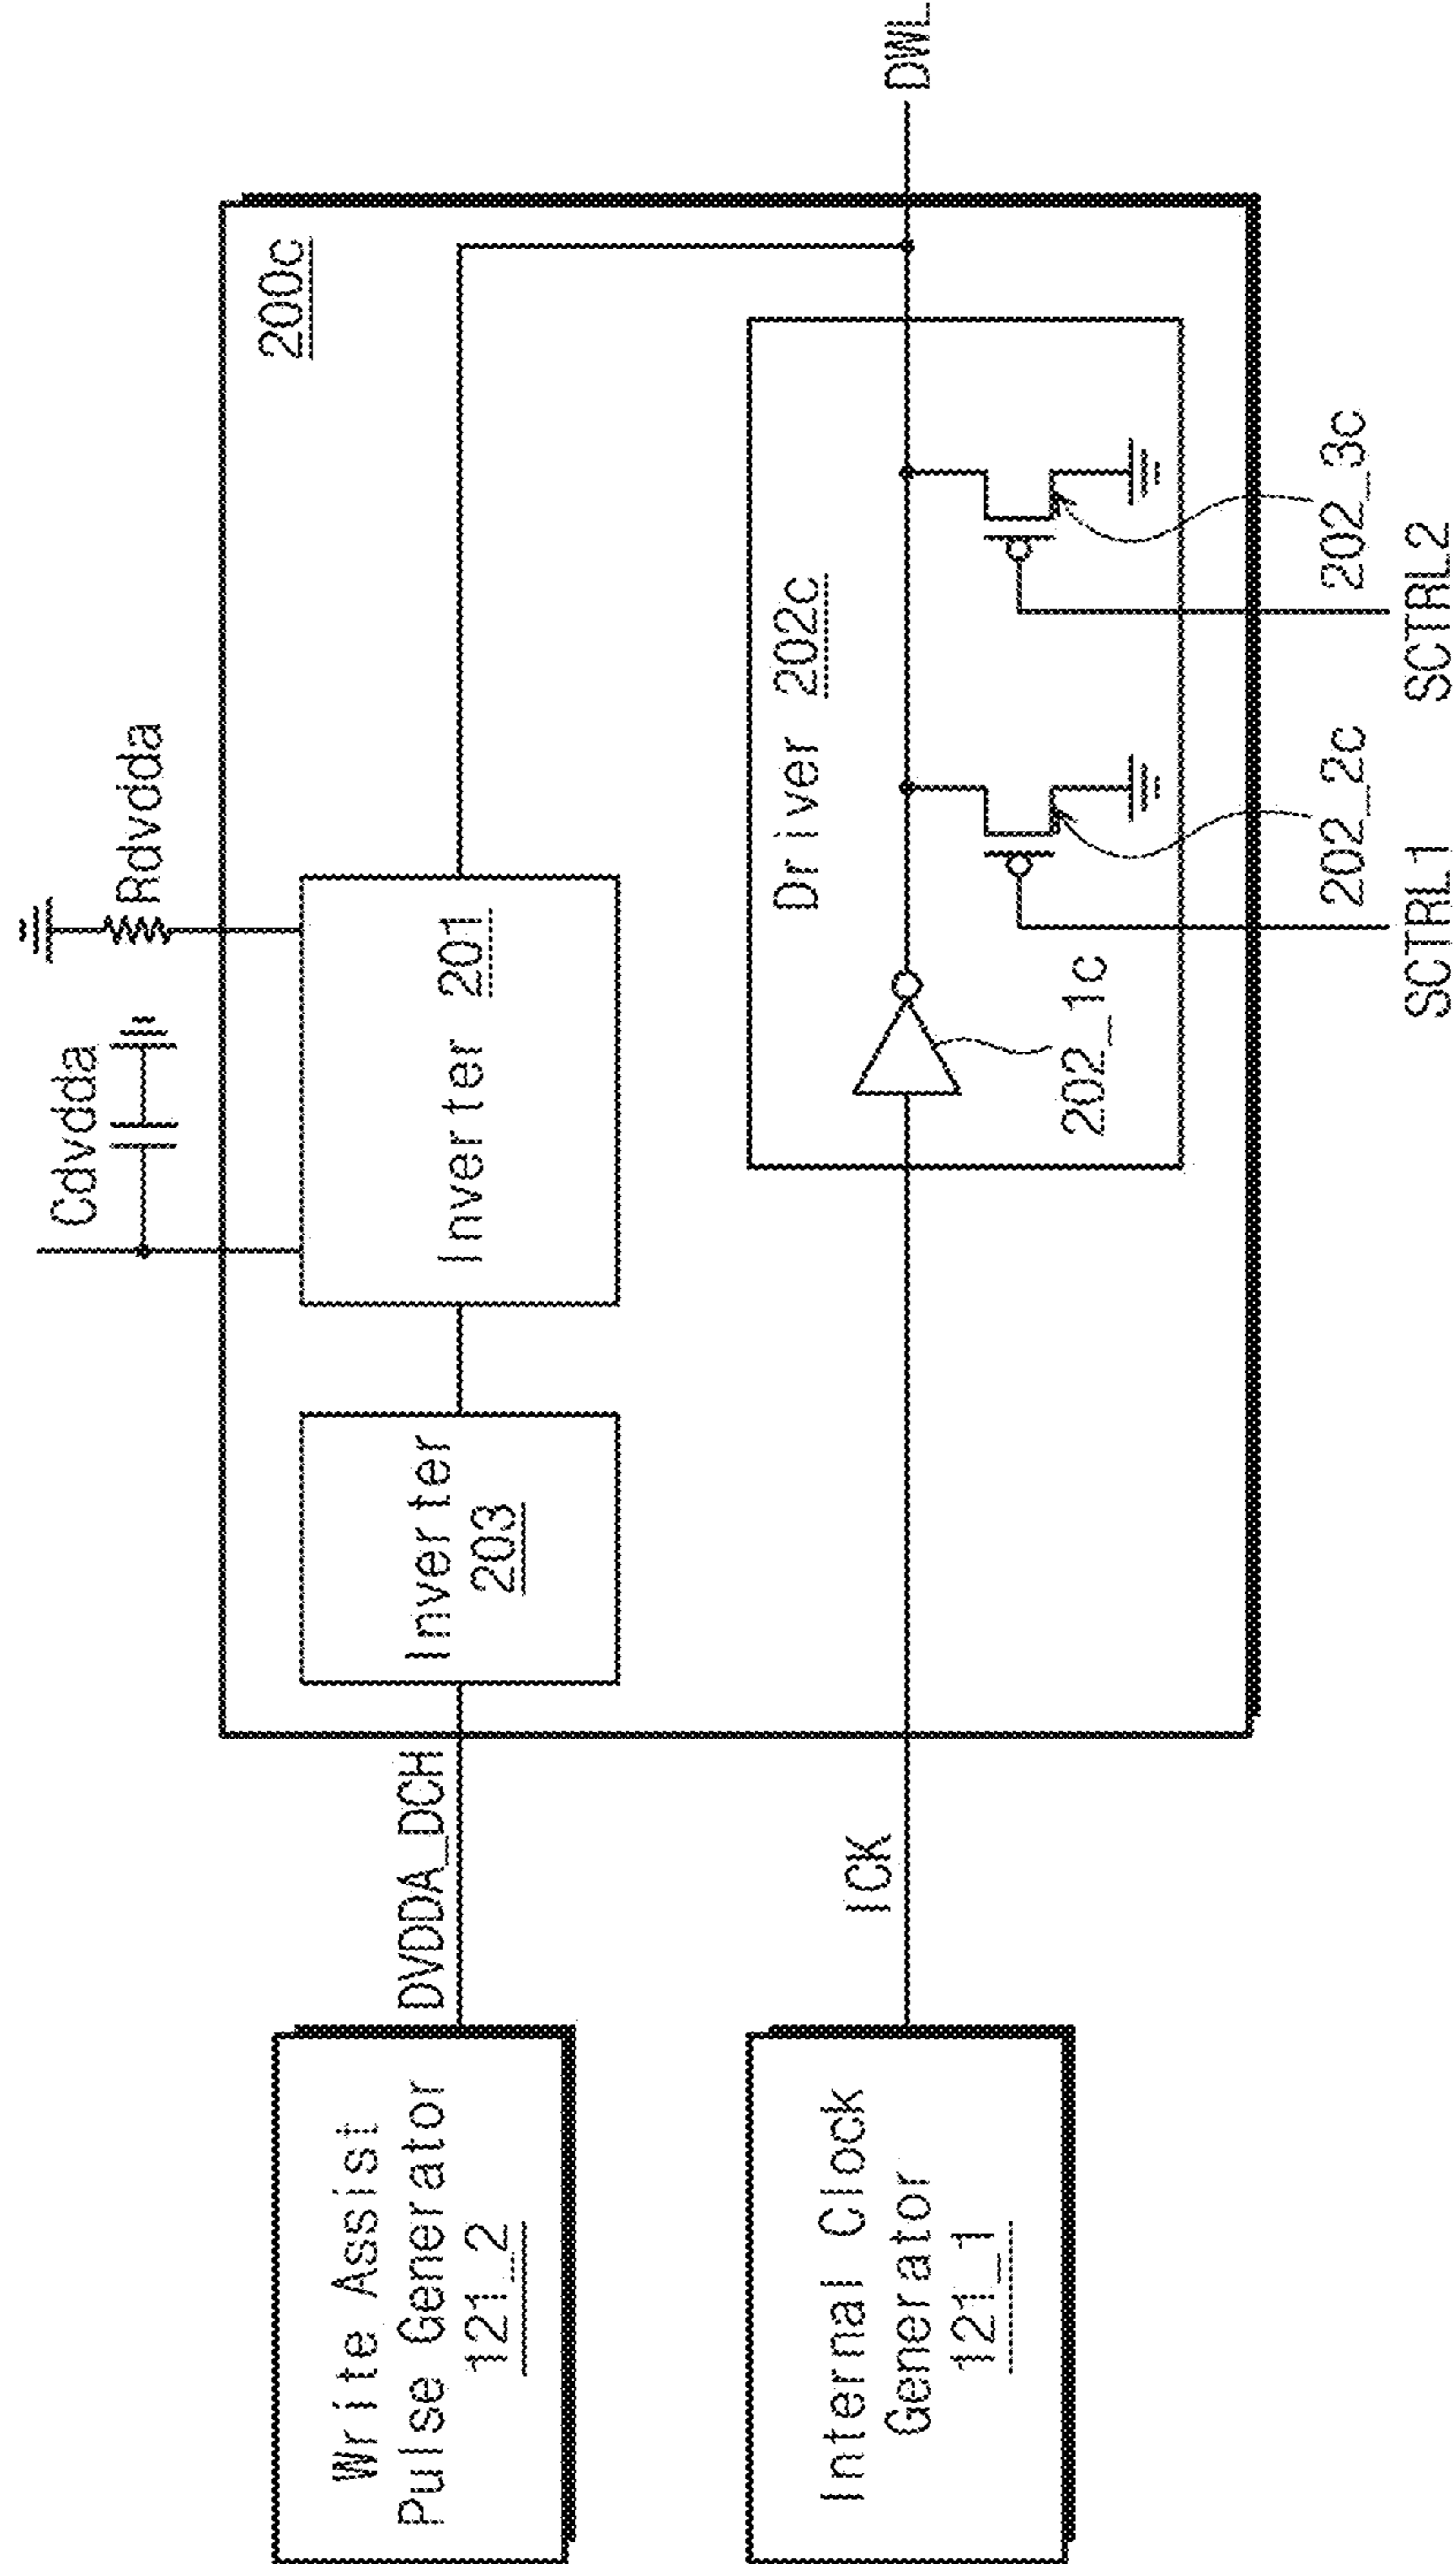 Write Assist
Pulse Generator
121_2
DVDDA_DCH
Inverter
203
Inverter 201
Cdvdda
Rdvdda
200c
Internal Clock
Generator
121_1
ICK
Driver 202c
202_1c
202_2c
202_3c
SCTRL1
SCTRL2
DWL